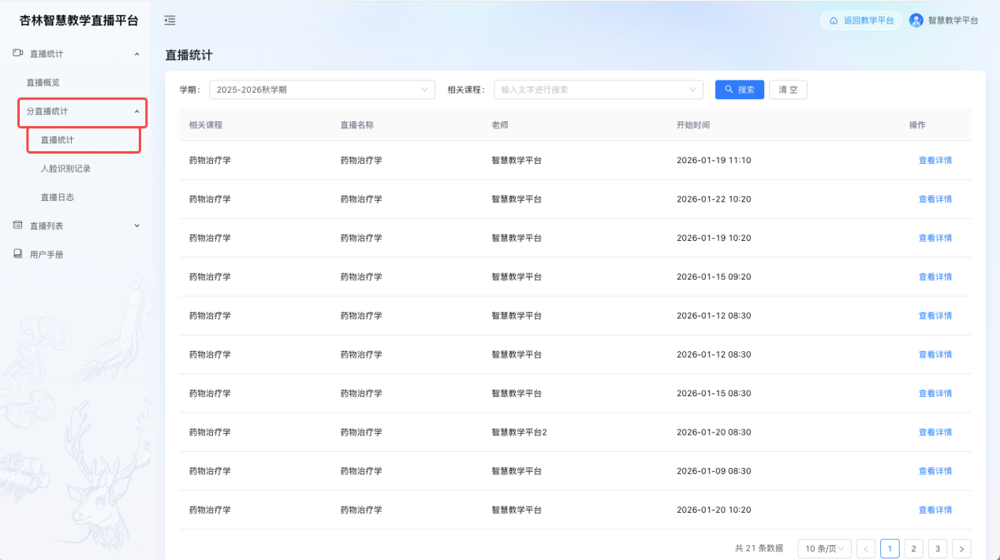 杏林智慧教学直播平台
返回教学平台 智慧教学平台
直播统计
直播概览
分直播统计
直播统计
人脸识别记录
直播日志
直播列表
用户手册
直播统计
学期: 2025-2026秋学期 相关课程: 输入文字进行搜索 搜索 清 空
相关课程 直播名称 老师 开始时间 操作
药物治疗学 药物治疗学 智慧教学平台 2026-01-19 11:10 查看详情
药物治疗学 药物治疗学 智慧教学平台 2026-01-22 10:20 查看详情
药物治疗学 药物治疗学 智慧教学平台 2026-01-19 10:20 查看详情
药物治疗学 药物治疗学 智慧教学平台 2026-01-15 09:20 查看详情
药物治疗学 药物治疗学 智慧教学平台 2026-01-12 08:30 查看详情
药物治疗学 药物治疗学 智慧教学平台 2026-01-12 08:30 查看详情
药物治疗学 药物治疗学 智慧教学平台 2026-01-15 08:30 查看详情
药物治疗学 药物治疗学 智慧教学平台2 2026-01-20 08:30 查看详情
药物治疗学 药物治疗学 智慧教学平台 2026-01-09 08:30 查看详情
药物治疗学 药物治疗学 智慧教学平台 2026-01-20 10:20 查看详情
共 21 条数据 10 条/页 < 1 2 3 >